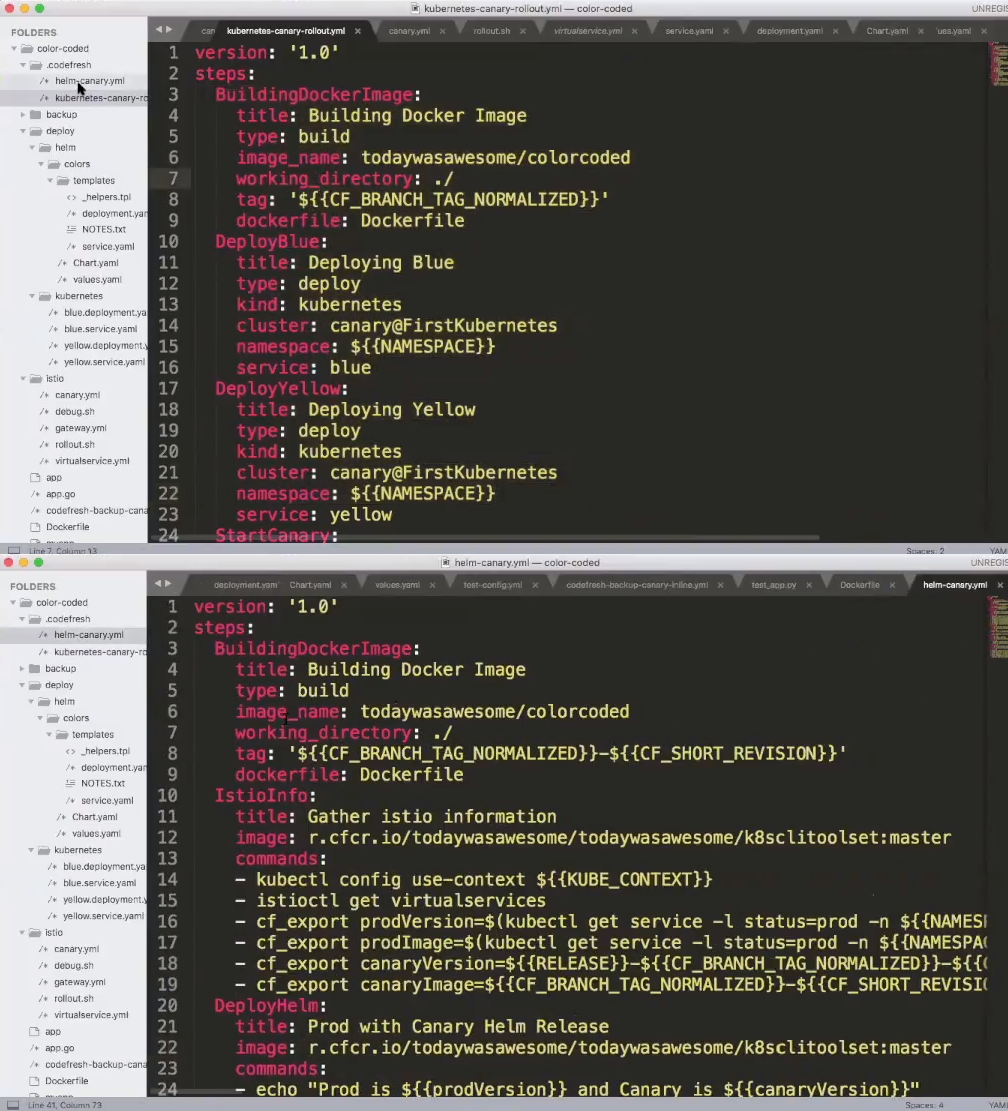 kubernetes-canary-rollout.yml — color-coded
UNREGIS
FOLDERS
color-coded
.codefresh
helm-canary.yml
kubernetes-canary-ro
backup
deploy
helm
colors
templates
_helpers.tpl
deployment.yam
NOTES.txt
service.yaml
Chart.yaml
values.yaml
kubernetes
blue.deployment.ya
blue.service.yaml
yellow.deployment.
yellow.service.yaml
istio
canary.yml
debug.sh
gateway.yml
rollout.sh
virtualservice.yml
app
app.go
codefresh-backup-cana
Dockerfile
can kubernetes-canary-rollout.yml canary.yml rollout.sh virtualservice.yml service.yaml deployment.yaml Chart.yaml 'ues.yaml
1 version: '1.0'
2 steps:
3 BuildingDockerImage:
4 title: Building Docker Image
5 type: build
6 image_name: todaywasawesome/colorcoded
7 working_directory: ./
8 tag: '${{CF_BRANCH_TAG_NORMALIZED}}'
9 dockerfile: Dockerfile
10 DeployBlue:
11 title: Deploying Blue
12 type: deploy
13 kind: kubernetes
14 cluster: canary@FirstKubernetes
15 namespace: ${{NAMESPACE}}
16 service: blue
17 DeployYellow:
18 title: Deploying Yellow
19 type: deploy
20 kind: kubernetes
21 cluster: canary@FirstKubernetes
22 namespace: ${{NAMESPACE}}
23 service: yellow
24 StartCanary:
Line 7, Column 13
Spaces: 2
YAM
helm-canary.yml — color-coded
UNREGIS
FOLDERS
color-coded
.codefresh
helm-canary.yml
kubernetes-canary-ro
backup
deploy
helm
colors
templates
_helpers.tpl
deployment.yam
NOTES.txt
service.yaml
Chart.yaml
values.yaml
kubernetes
blue.deployment.ya
blue.service.yaml
yellow.deployment.
yellow.service.yaml
istio
canary.yml
debug.sh
gateway.yml
rollout.sh
virtualservice.yml
app
app.go
codefresh-backup-cana
Dockerfile
deployment.yam Chart.yaml values.yaml test-config.yml codefresh-backup-canary-inline.yml test_app.py Dockerfile helm-canary.yml
1 version: '1.0'
2 steps:
3 BuildingDockerImage:
4 title: Building Docker Image
5 type: build
6 image_name: todaywasawesome/colorcoded
7 working_directory: ./
8 tag: '${{CF_BRANCH_TAG_NORMALIZED}}-${{CF_SHORT_REVISION}}'
9 dockerfile: Dockerfile
10 IstioInfo:
11 title: Gather istio information
12 image: r.cfcr.io/todaywasawesome/todaywasawesome/k8sclitoolset:master
13 commands:
14 - kubectl config use-context ${{KUBE_CONTEXT}}
15 - istioctl get virtualservices
16 - cf_export prodVersion=$(kubectl get service -l status=prod -n ${{NAMESP
17 - cf_export prodImage=$(kubectl get service -l status=prod -n ${{NAMESPAC
18 - cf_export canaryVersion=${{RELEASE}}-${{CF_BRANCH_TAG_NORMALIZED}}-${{C
19 - cf_export canaryImage=${{CF_BRANCH_TAG_NORMALIZED}}-${{CF_SHORT_REVISIO
20 DeployHelm:
21 title: Prod with Canary Helm Release
22 image: r.cfcr.io/todaywasawesome/todaywasawesome/k8sclitoolset:master
23 commands:
24 - echo "Prod is ${{prodVersion}} and Canary is ${{canaryVersion}}"
Line 41, Column 73
Spaces: 4
YAM